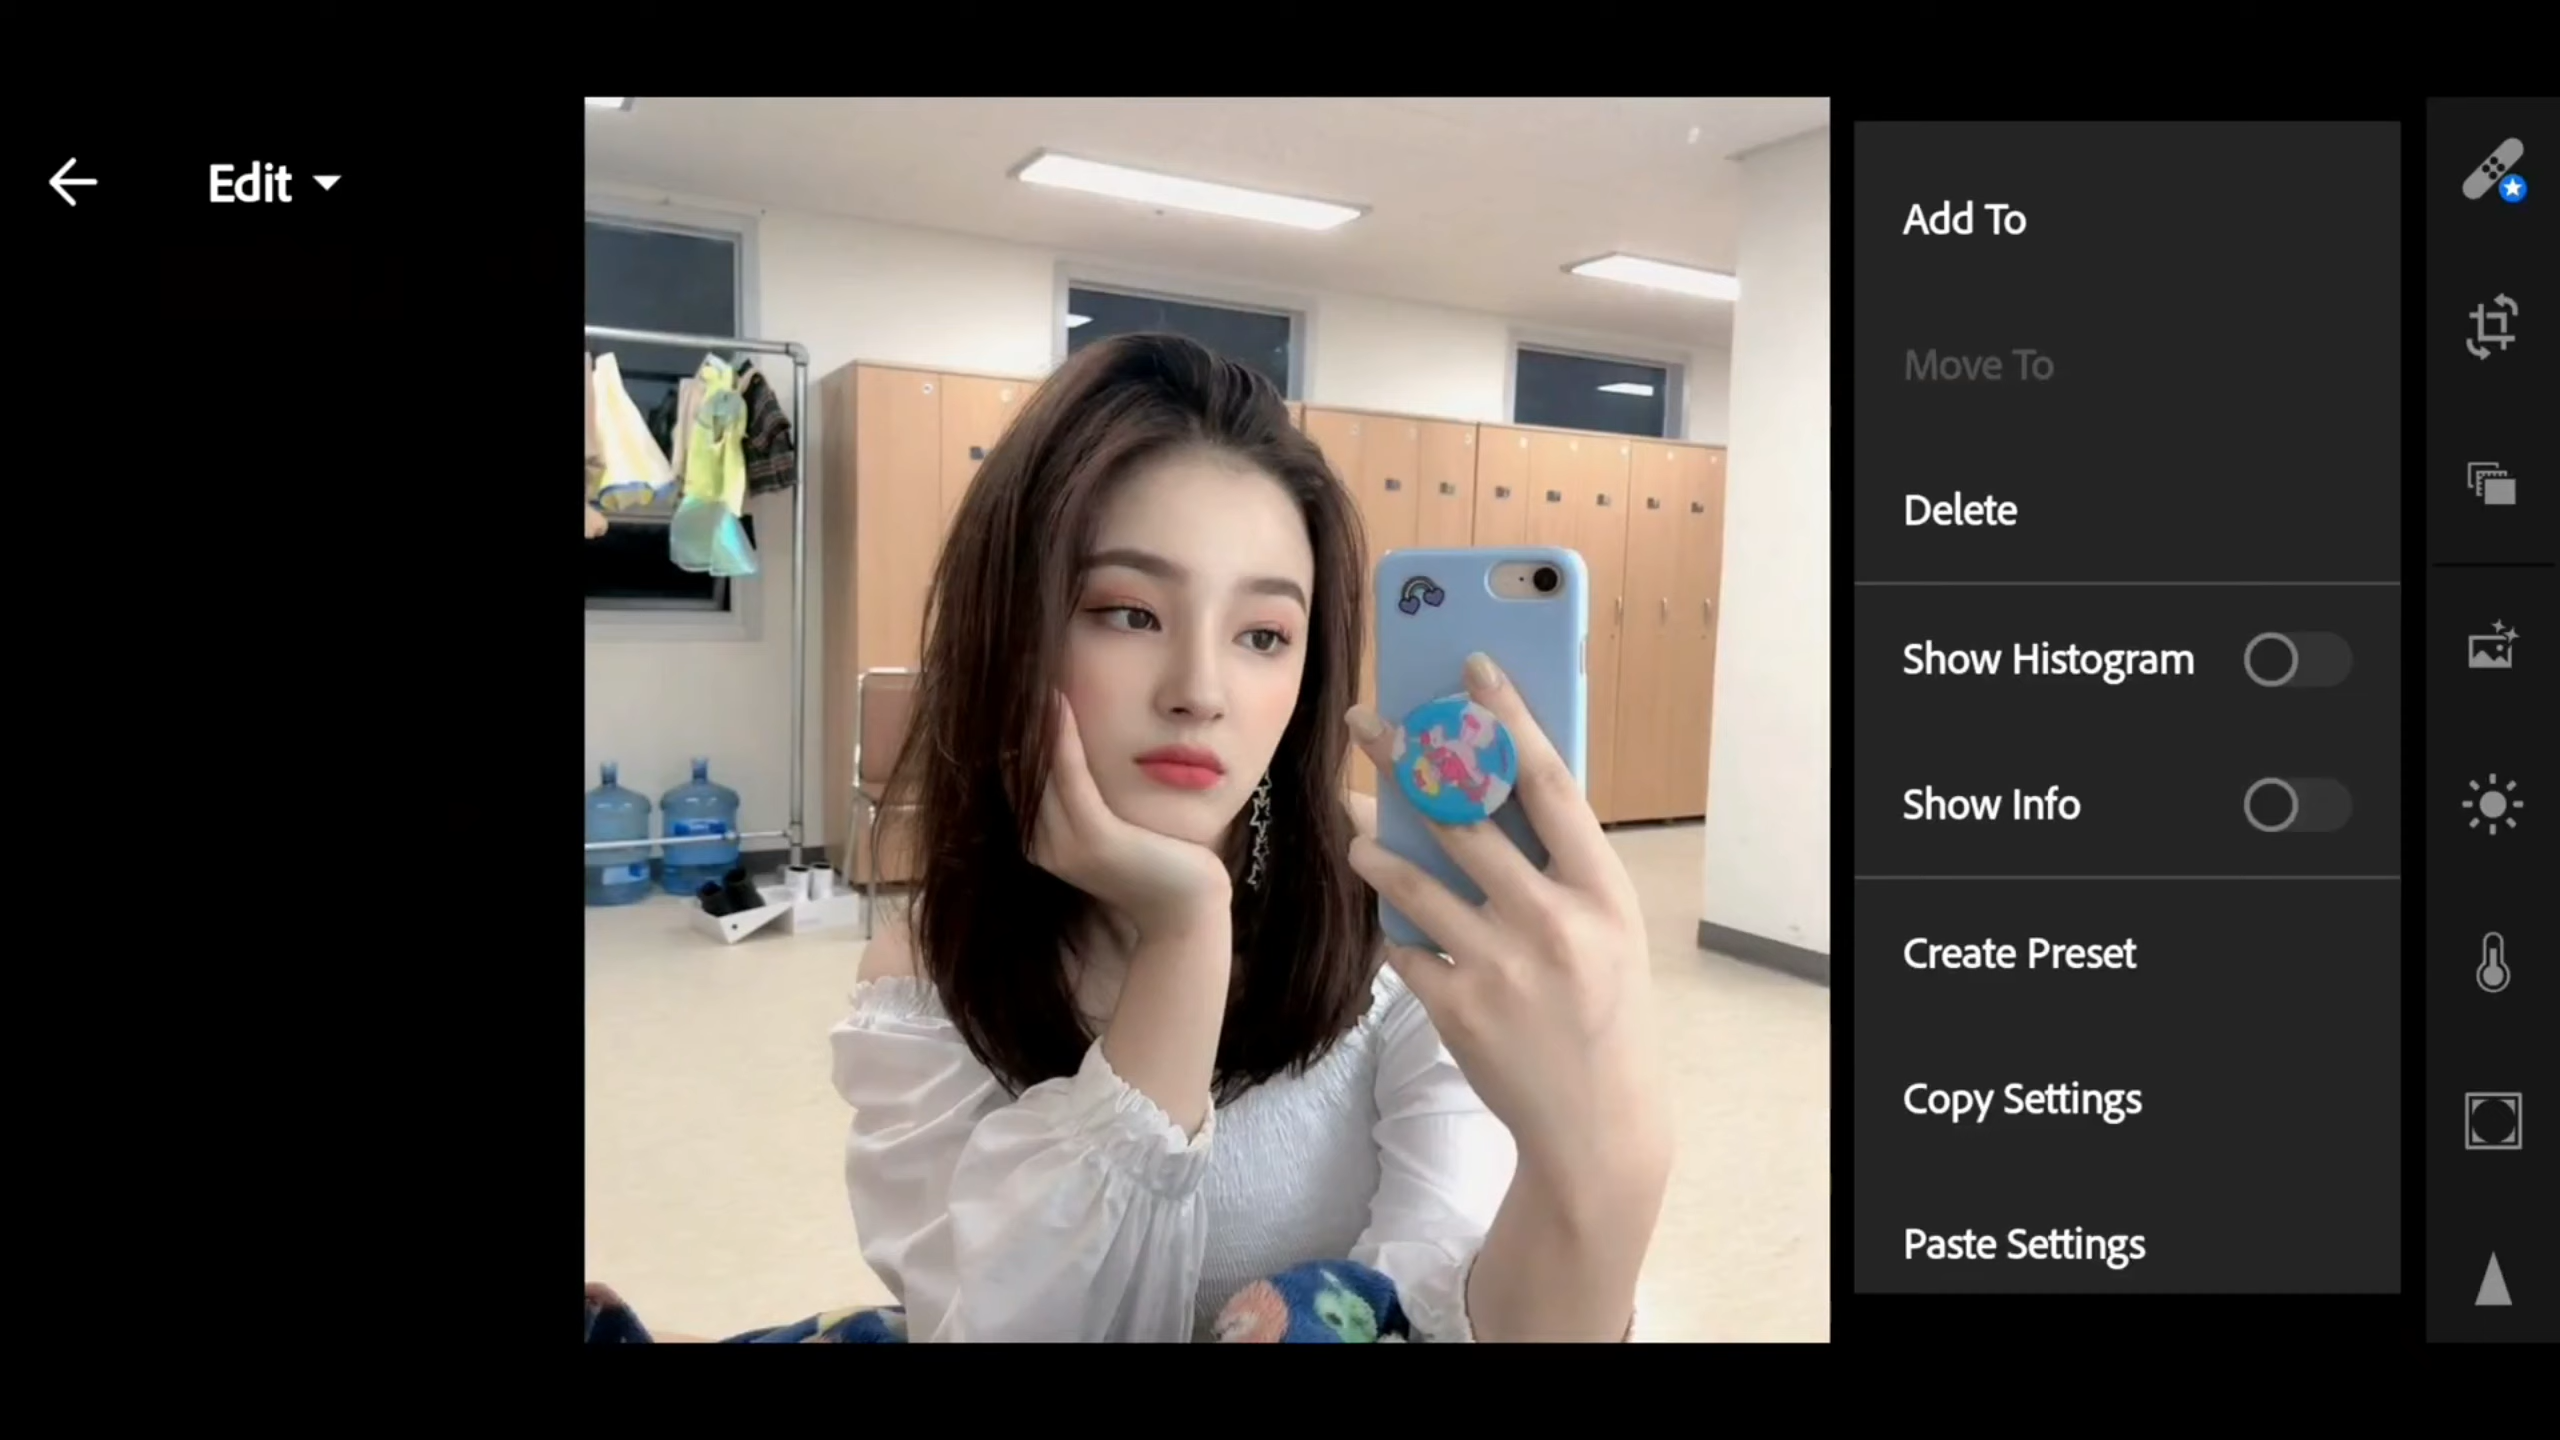 Edit
Add To
Move To
Delete
Show Histogram
Show Info
Create Preset
Copy Settings
Paste Settings